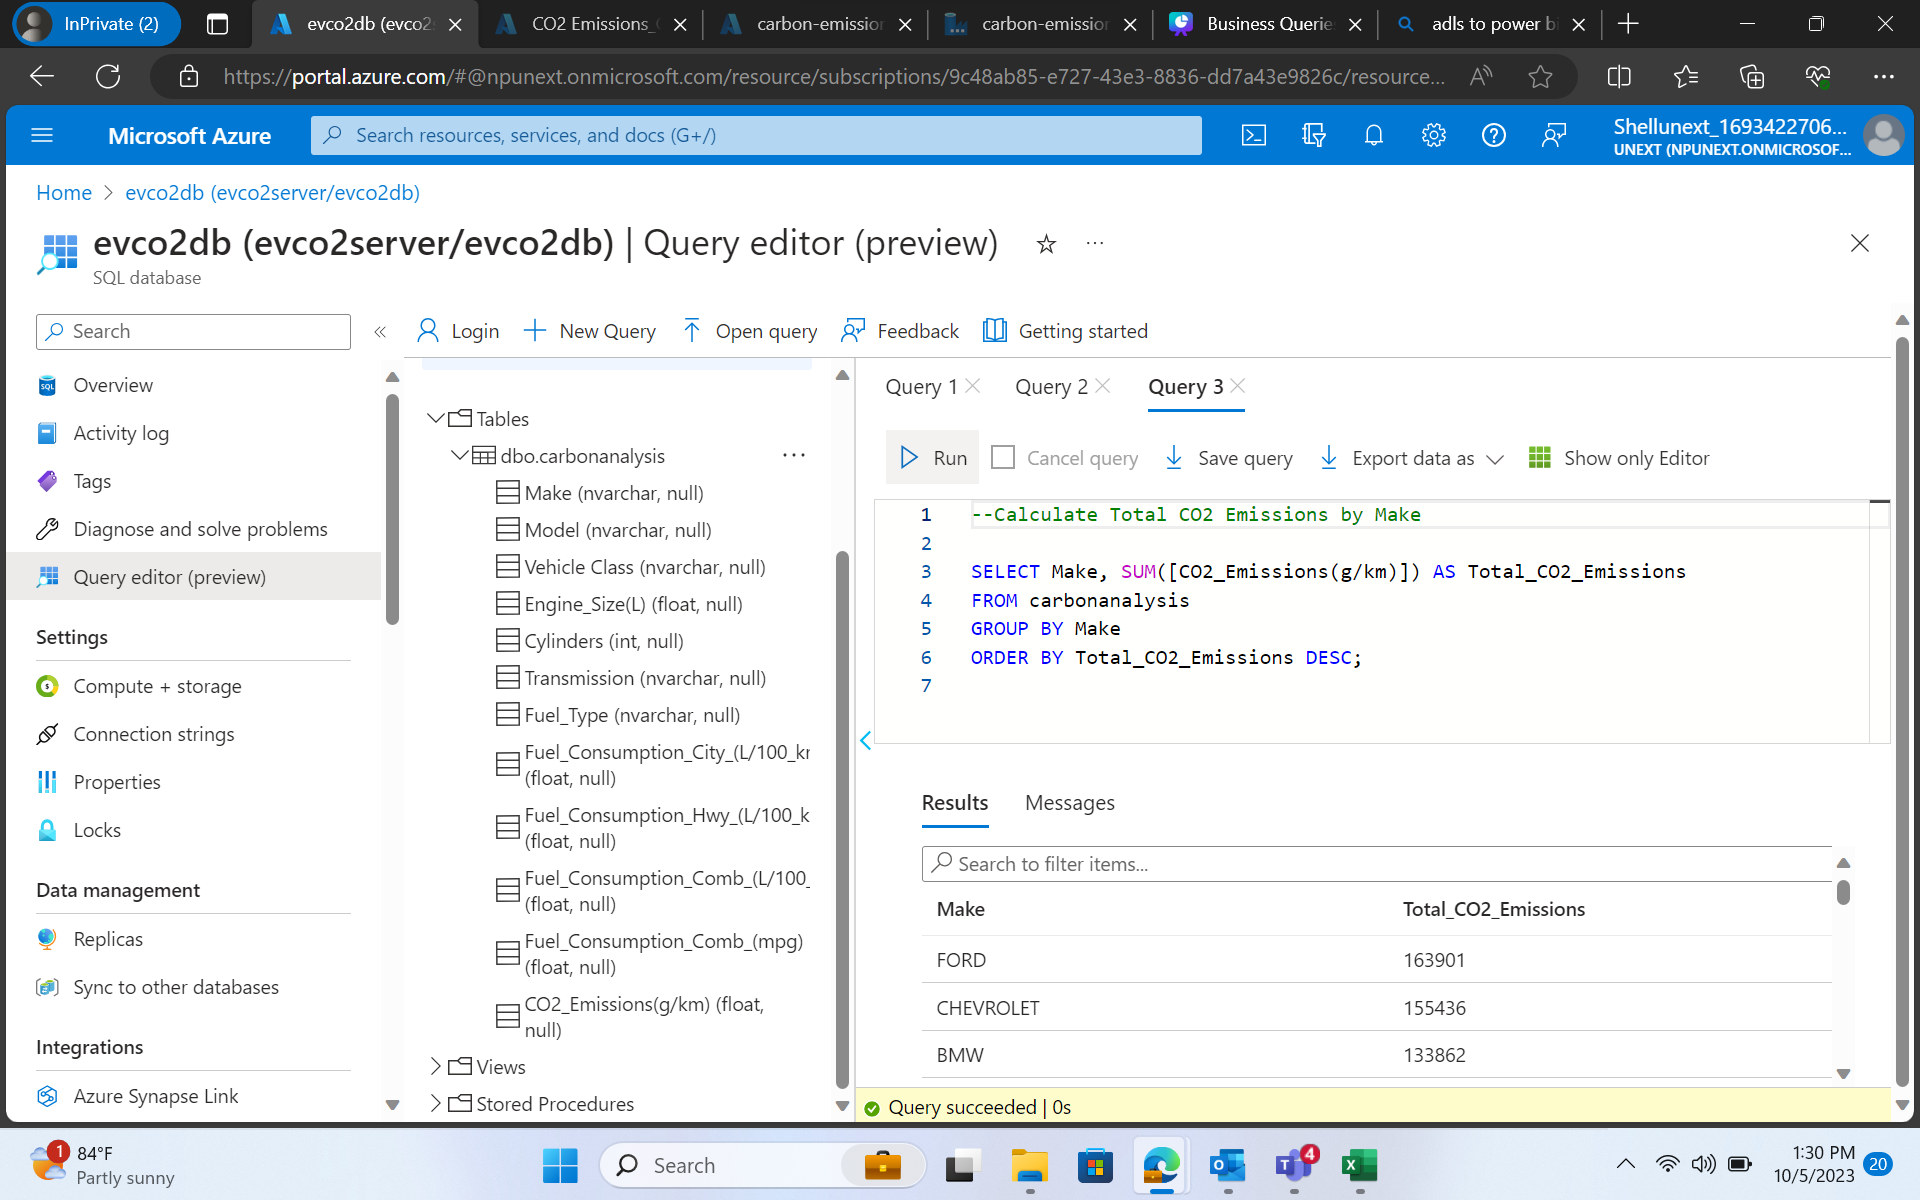 InPrivate (2)
evco2db (evco2s
CO2 Emissions_
carbon-emission
carbon-emission
Business Querie
adls to power b
https://portal.azure.com/#@npunext.onmicrosoft.com/resource/subscriptions/9c48ab85-e727-43e3-8836-dd7a43e9826c/resource...
Microsoft Azure
Search resources, services, and docs (G+/)
Shellunext_1693422706...
UNEXT (NPUNEXT.ONMICROSOF...
Home > evco2db (evco2server/evco2db)
evco2db (evco2server/evco2db) | Query editor (preview)
SQL database
Search
Login
New Query
Open query
Feedback
Getting started
Overview
Activity log
Tags
Diagnose and solve problems
Query editor (preview)
Settings
Compute + storage
Connection strings
Properties
Locks
Data management
Replicas
Sync to other databases
Integrations
Azure Synapse Link
Tables
dbo.carbonanalysis
Make (nvarchar, null)
Model (nvarchar, null)
Vehicle Class (nvarchar, null)
Engine_Size(L) (float, null)
Cylinders (int, null)
Transmission (nvarchar, null)
Fuel_Type (nvarchar, null)
Fuel_Consumption_City_(L/100_kr
(float, null)
Fuel_Consumption_Hwy_(L/100_k
(float, null)
Fuel_Consumption_Comb_(L/100_
(float, null)
Fuel_Consumption_Comb_(mpg)
(float, null)
CO2_Emissions(g/km) (float,
null)
Views
Stored Procedures
Query 1
Query 2
Query 3
Run
Cancel query
Save query
Export data as
Show only Editor
1 --Calculate Total CO2 Emissions by Make
2
3 SELECT Make, SUM([CO2_Emissions(g/km)]) AS Total_CO2_Emissions
4 FROM carbonanalysis
5 GROUP BY Make
6 ORDER BY Total_CO2_Emissions DESC;
7
Results
Messages
Search to filter items...
Make Total_CO2_Emissions
FORD 163901
CHEVROLET 155436
BMW 133862
Query succeeded | 0s
1
84°F
Partly sunny
Search
4
1:30 PM
10/5/2023
20